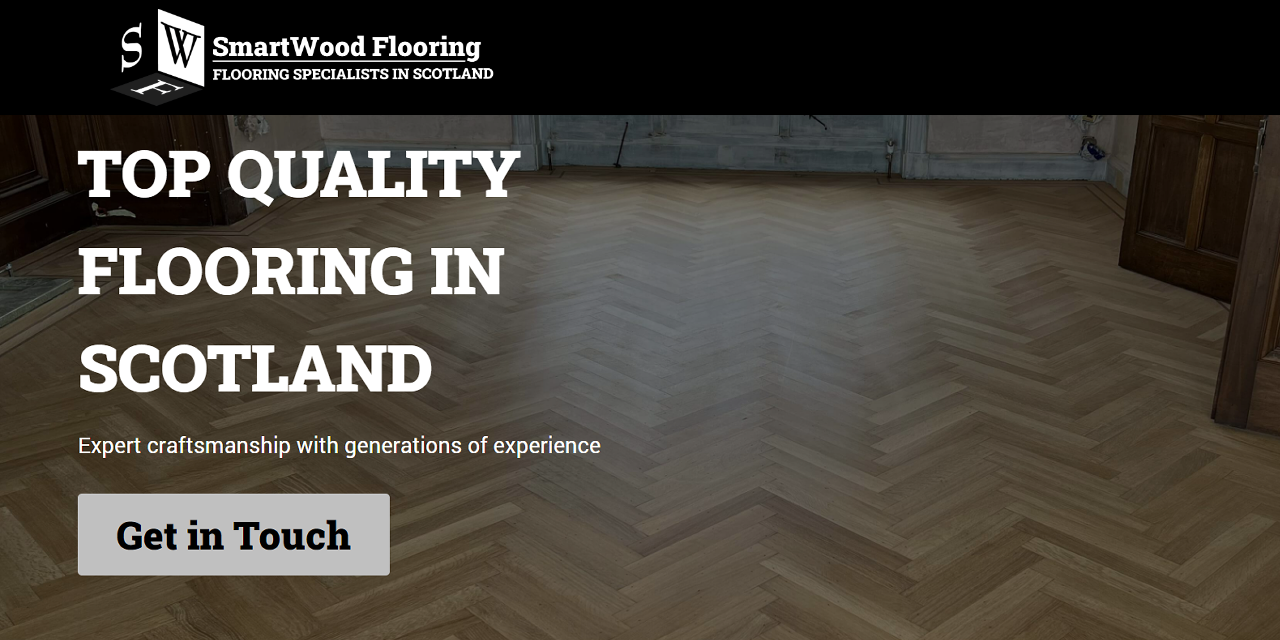 S W F
SmartWood Flooring
FLOORING SPECIALISTS IN SCOTLAND
TOP QUALITY
FLOORING IN
SCOTLAND
Expert craftsmanship with generations of experience
Get in Touch